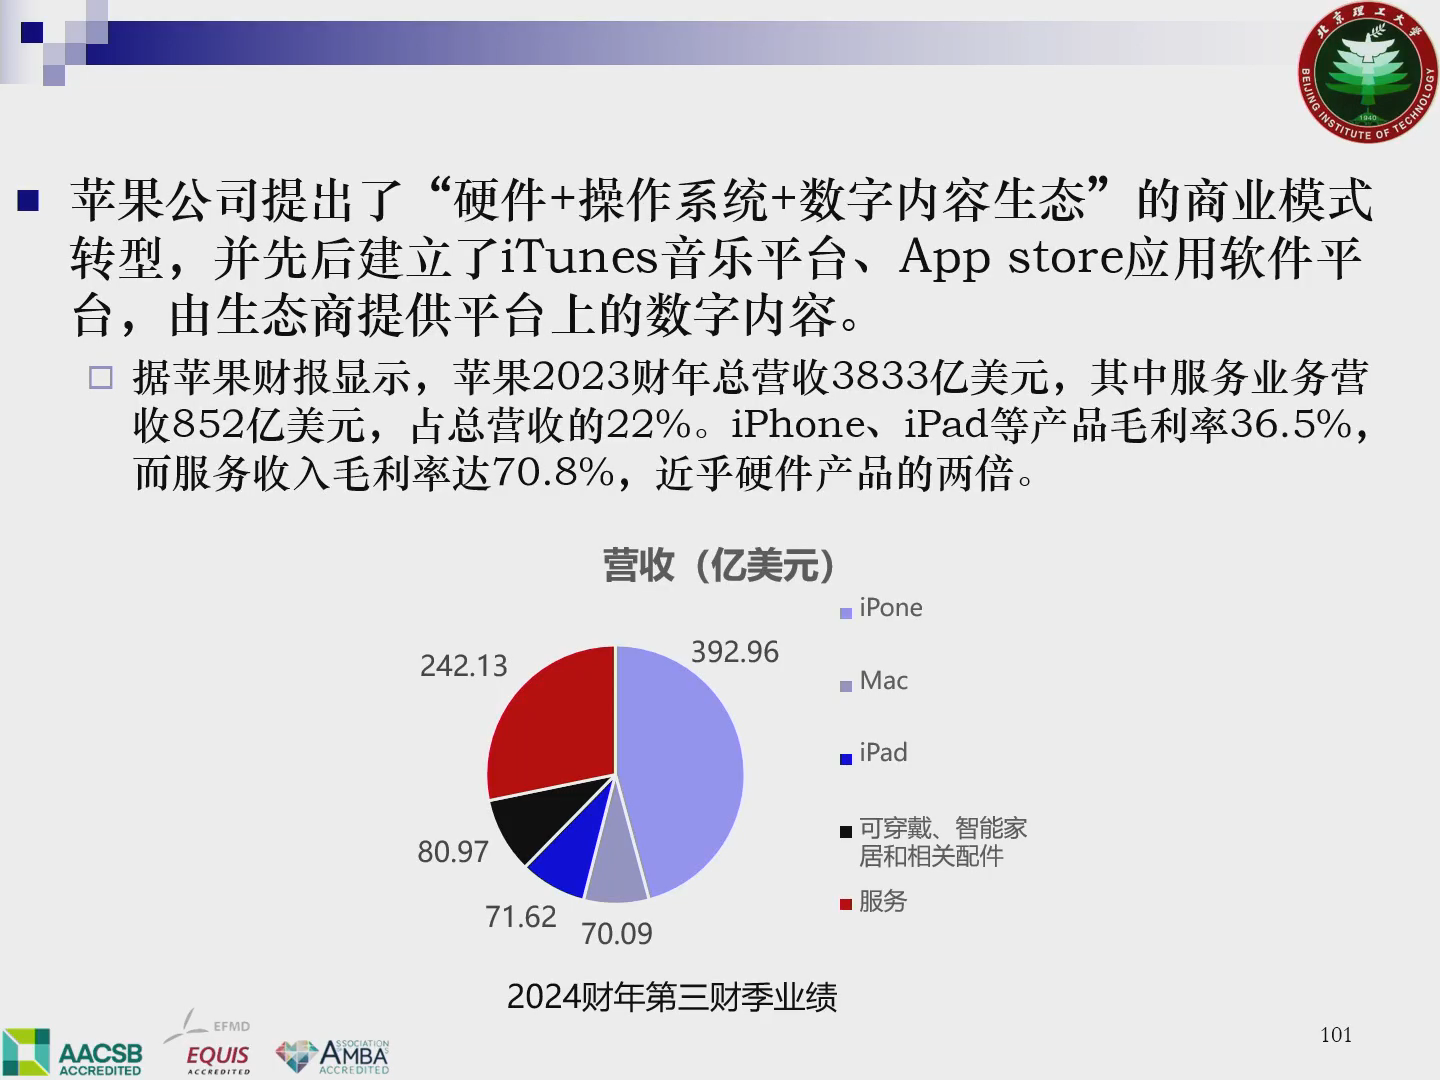 北京理工大学
BEIJING INSTITUTE OF TECHNOLOGY
1940
苹果公司提出了“硬件+操作系统+数字内容生态”的商业模式
转型，并先后建立了iTunes音乐平台、App store应用软件平
台，由生态商提供平台上的数字内容。
据苹果财报显示，苹果2023财年总营收3833亿美元，其中服务业务营
收852亿美元，占总营收的22%。iPhone、iPad等产品毛利率36.5%，
而服务收入毛利率达70.8%，近乎硬件产品的两倍。
营收（亿美元）
iPone
392.96
242.13
Mac
iPad
可穿戴、智能家
居和相关配件
80.97
服务
71.62
70.09
2024财年第三财季业绩
EFMD
EQUIS
ACCREDITED
AACSB
ACCREDITED
ASSOCIATION
AMBA
ACCREDITED
101